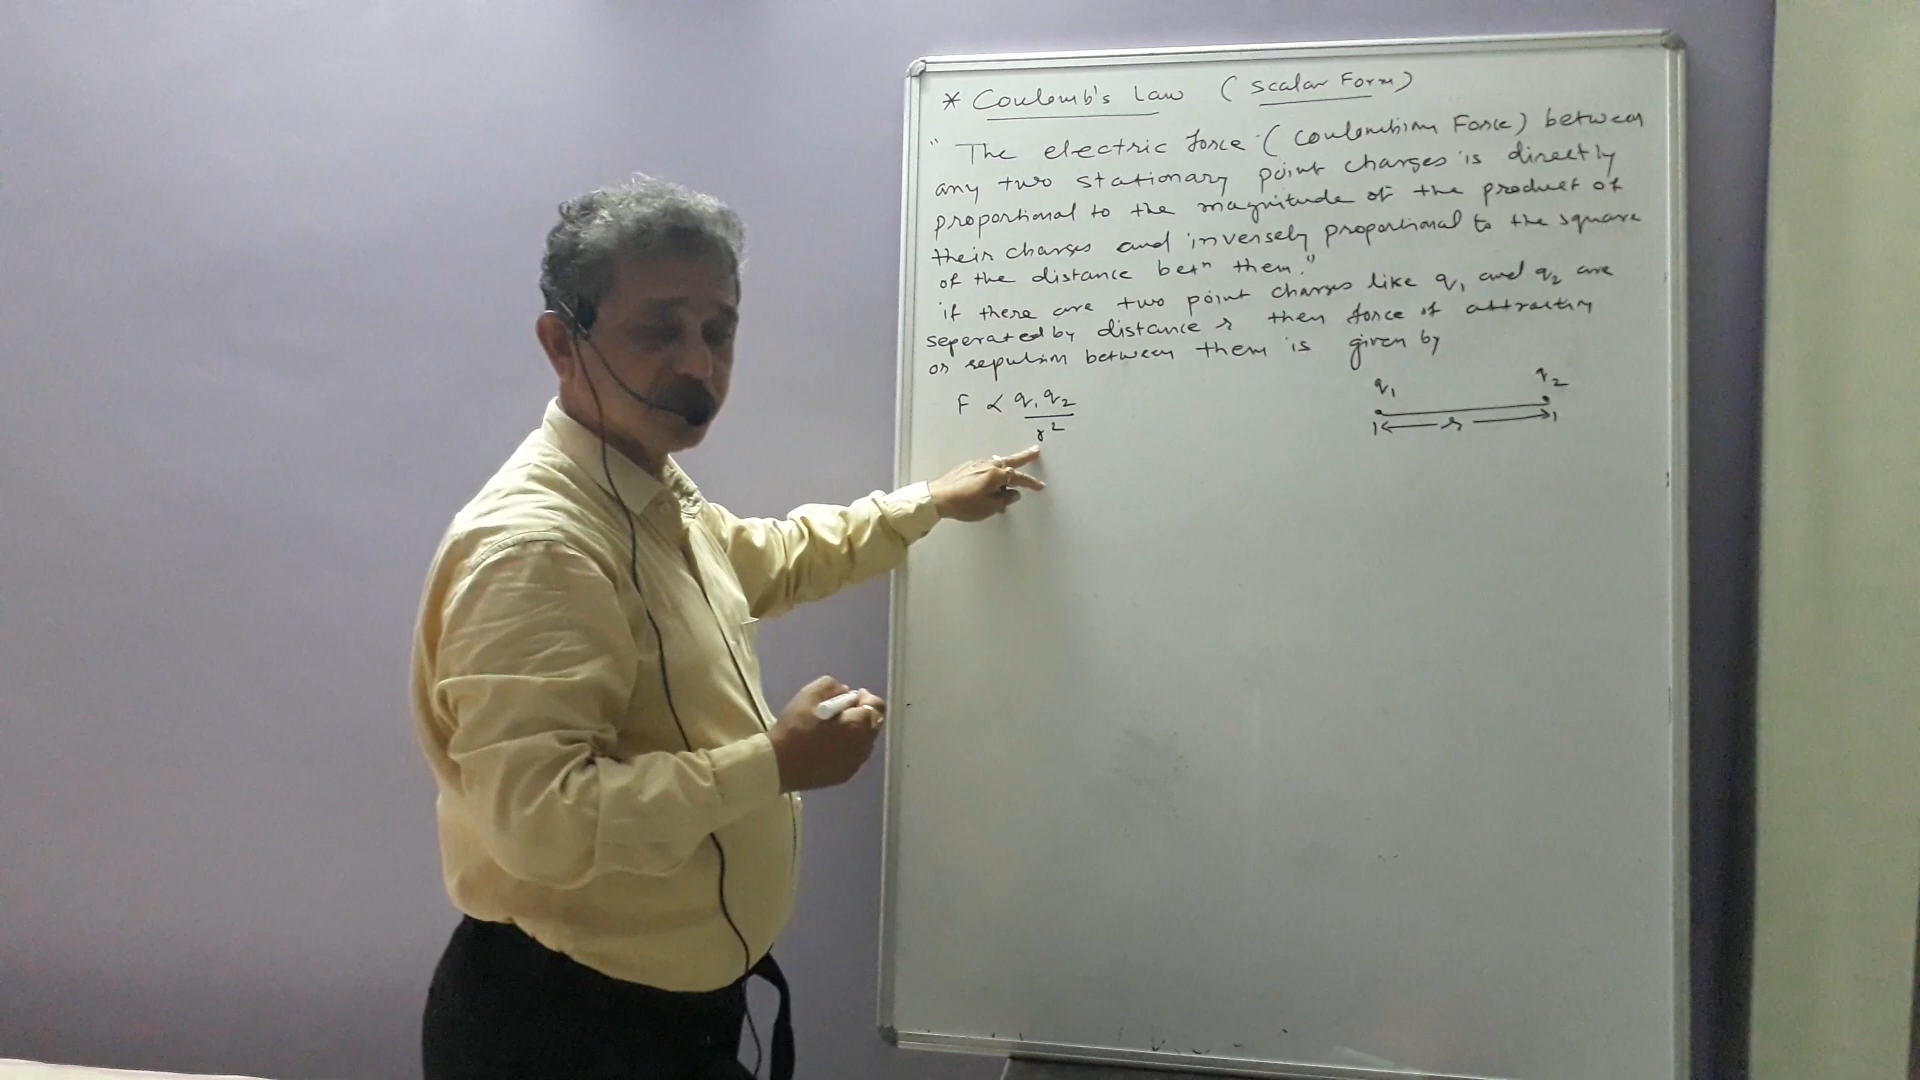 * Coulomb's Law (Scalar Form)
" The electric force (Coulombian Force) between
any two stationary point charges is directly
proportional to the magnitude of the product of
their charges and inversely proportional to the square
of the distance betn them."
if there are two point charges like q₁ and q₂ are
seperated by distance r then force of attraction
or repulsion between them is given by
F ∝ q₁q₂ / r²
q₁ q₂
r